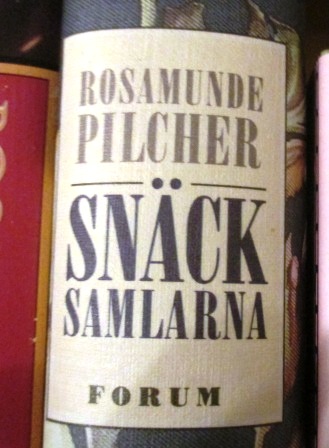 ROSAMUNDE
PILCHER
SNÄCK
SAMLARNA
FORUM